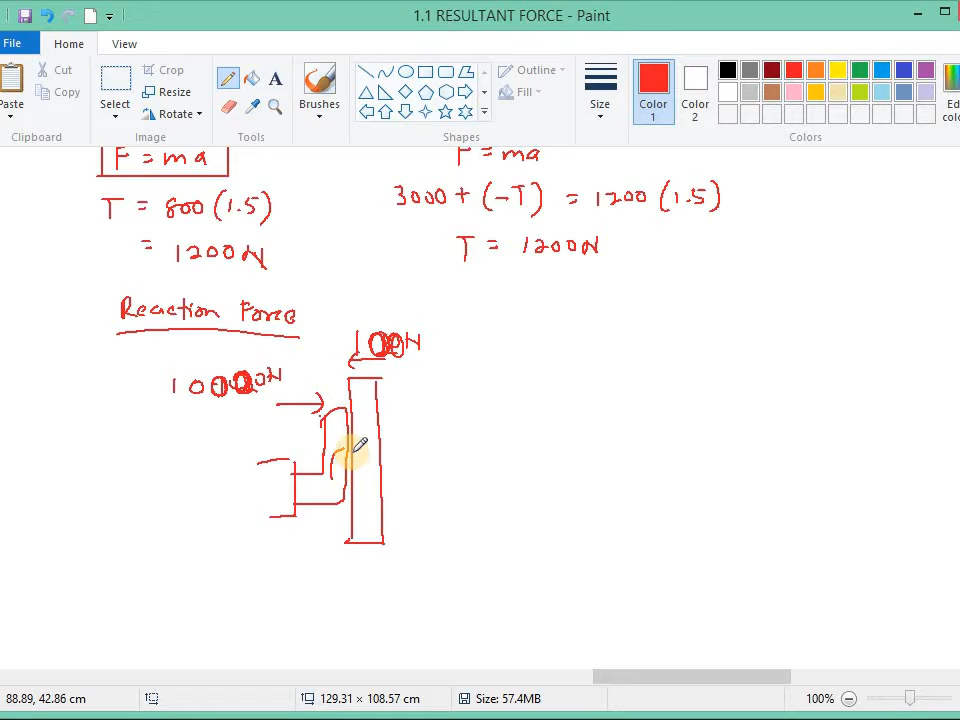 1.1 RESULTANT FORCE - Paint
File Home View
Paste
Cut
Copy
Clipboard
Select
Crop
Resize
Rotate
Image
A
Tools
Brushes
Outline
Fill
Shapes
Size
Color 1
Color 2
Colors
F = ma
T = 800 (1.5)
= 1200N
F = ma
3000 + (-T) = 1200 (1.5)
T = 1200N
Reaction Force
100N
88.89, 42.86 cm
129.31 × 108.57 cm
Size: 57.4MB
100%